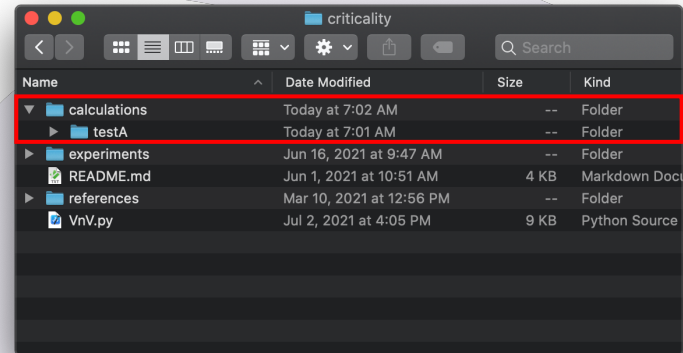 criticality
Search
Name Date Modified Size Kind
calculations Today at 7:02 AM -- Folder
testA Today at 7:01 AM -- Folder
experiments Jun 16, 2021 at 9:47 AM -- Folder
README.md Jun 1, 2021 at 10:51 AM 4 KB Markdown Docu
references Mar 10, 2021 at 12:56 PM -- Folder
VnV.py Jul 2, 2021 at 4:05 PM 9 KB Python Source